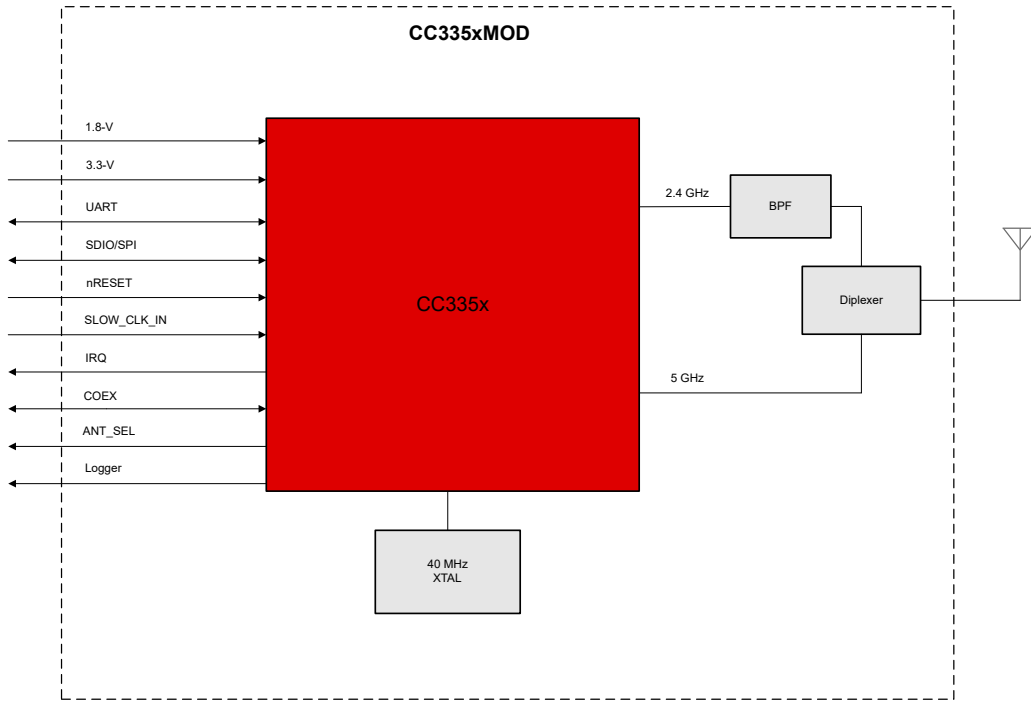 CC335xMOD
1.8-V
3.3-V
UART
SDIO/SPI
nRESET
SLOW_CLK_IN
IRQ
COEX
ANT_SEL
Logger
CC335x
2.4 GHz
BPF
Diplexer
5 GHz
40 MHz
XTAL